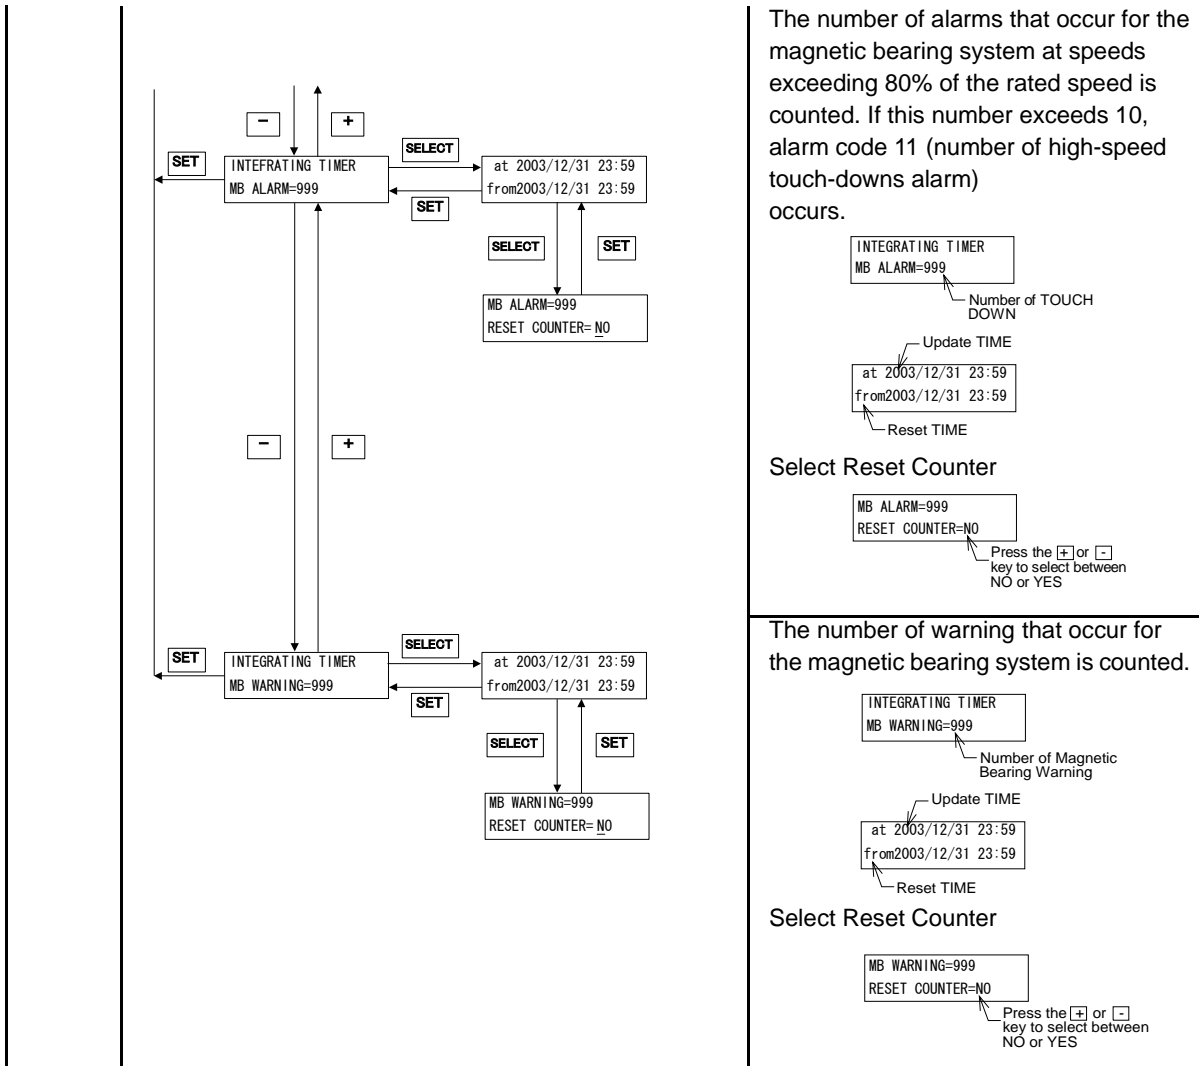 − +
SET
INTEFRATING TIMER
MB ALARM=999
SELECT
SET
at 2003/12/31 23:59
from2003/12/31 23:59
SELECT SET
MB ALARM=999
RESET COUNTER= NO
− +
SET
INTEGRATING TIMER
MB WARNING=999
SELECT
SET
at 2003/12/31 23:59
from2003/12/31 23:59
SELECT SET
MB WARNING=999
RESET COUNTER= NO
The number of alarms that occur for the
magnetic bearing system at speeds
exceeding 80% of the rated speed is
counted. If this number exceeds 10,
alarm code 11 (number of high-speed
touch-downs alarm)
occurs.
INTEGRATING TIMER
MB ALARM=999
Number of TOUCH
DOWN
Update TIME
at 2003/12/31 23:59
from2003/12/31 23:59
Reset TIME
Select Reset Counter
MB ALARM=999
RESET COUNTER=NO
Press the + or -
key to select between
NO or YES
The number of warning that occur for
the magnetic bearing system is counted.
INTEGRATING TIMER
MB WARNING=999
Number of Magnetic
Bearing Warning
Update TIME
at 2003/12/31 23:59
from2003/12/31 23:59
Reset TIME
Select Reset Counter
MB WARNING=999
RESET COUNTER=NO
Press the + or -
key to select between
NO or YES